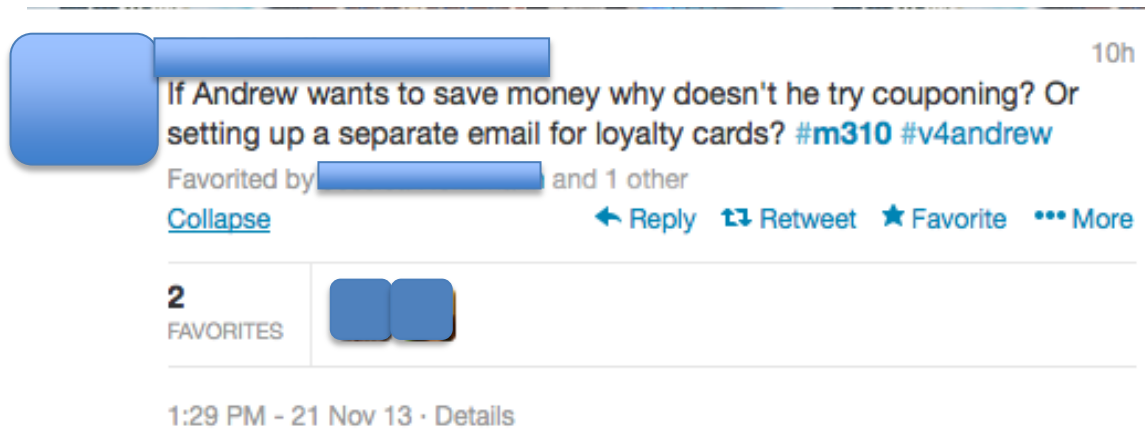 10h
If Andrew wants to save money why doesn't he try couponing? Or
setting up a separate email for loyalty cards? #m310 #v4andrew
Favorited by and 1 other
Collapse Reply Retweet Favorite More
2
FAVORITES
1:29 PM - 21 Nov 13 · Details